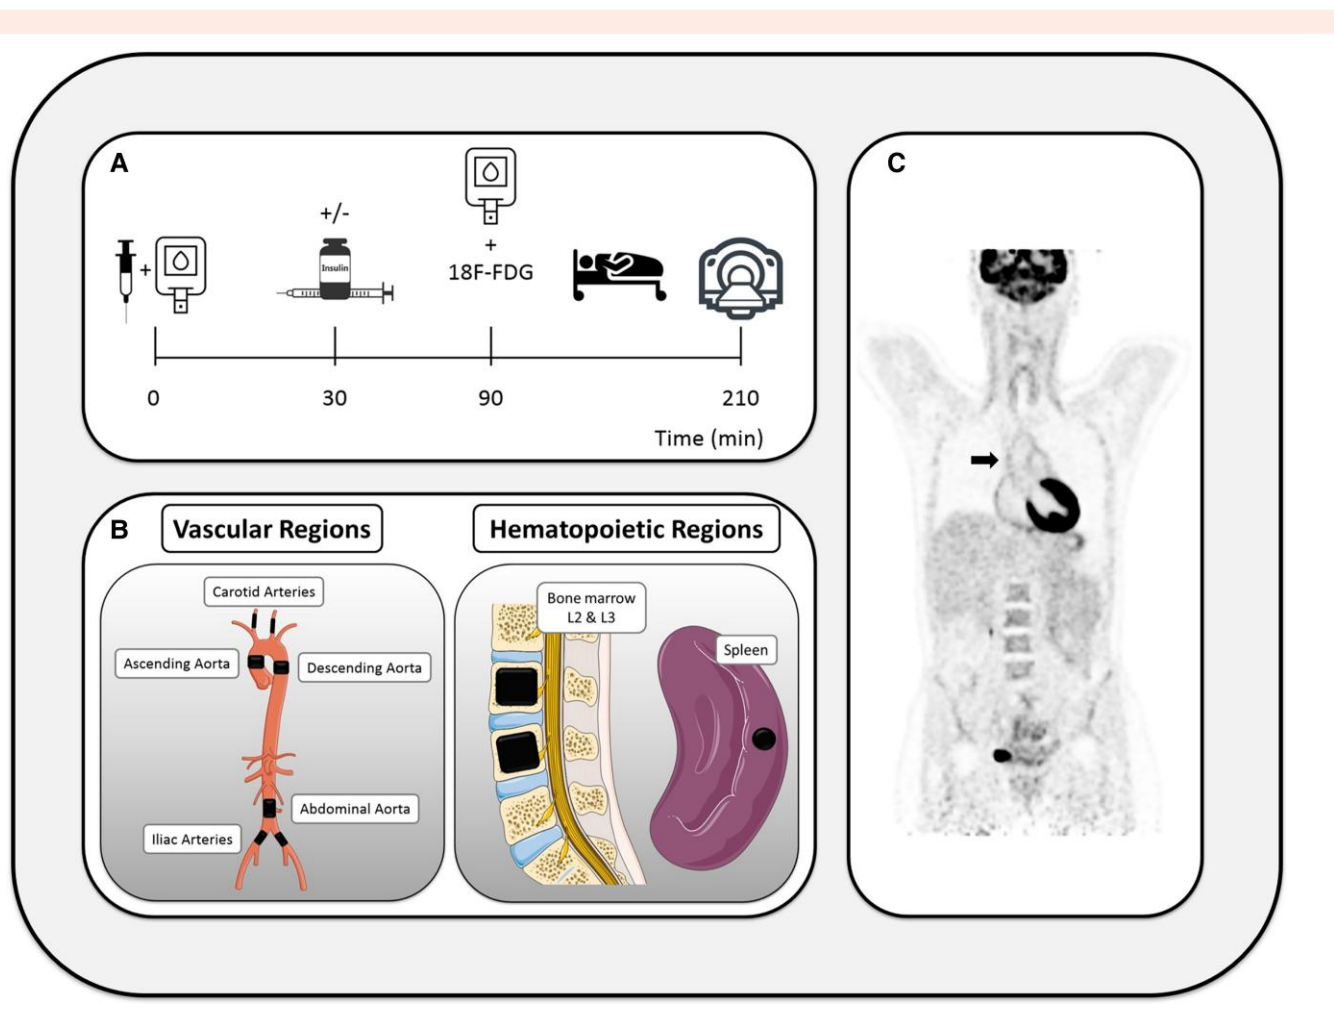 A
+
+/-
Insulin
+
18F-FDG
0
30
90
210
Time (min)
B
Vascular Regions
Carotid Arteries
Ascending Aorta
Descending Aorta
Abdominal Aorta
Iliac Arteries
Hematopoietic Regions
Bone marrow
L2 & L3
Spleen
C